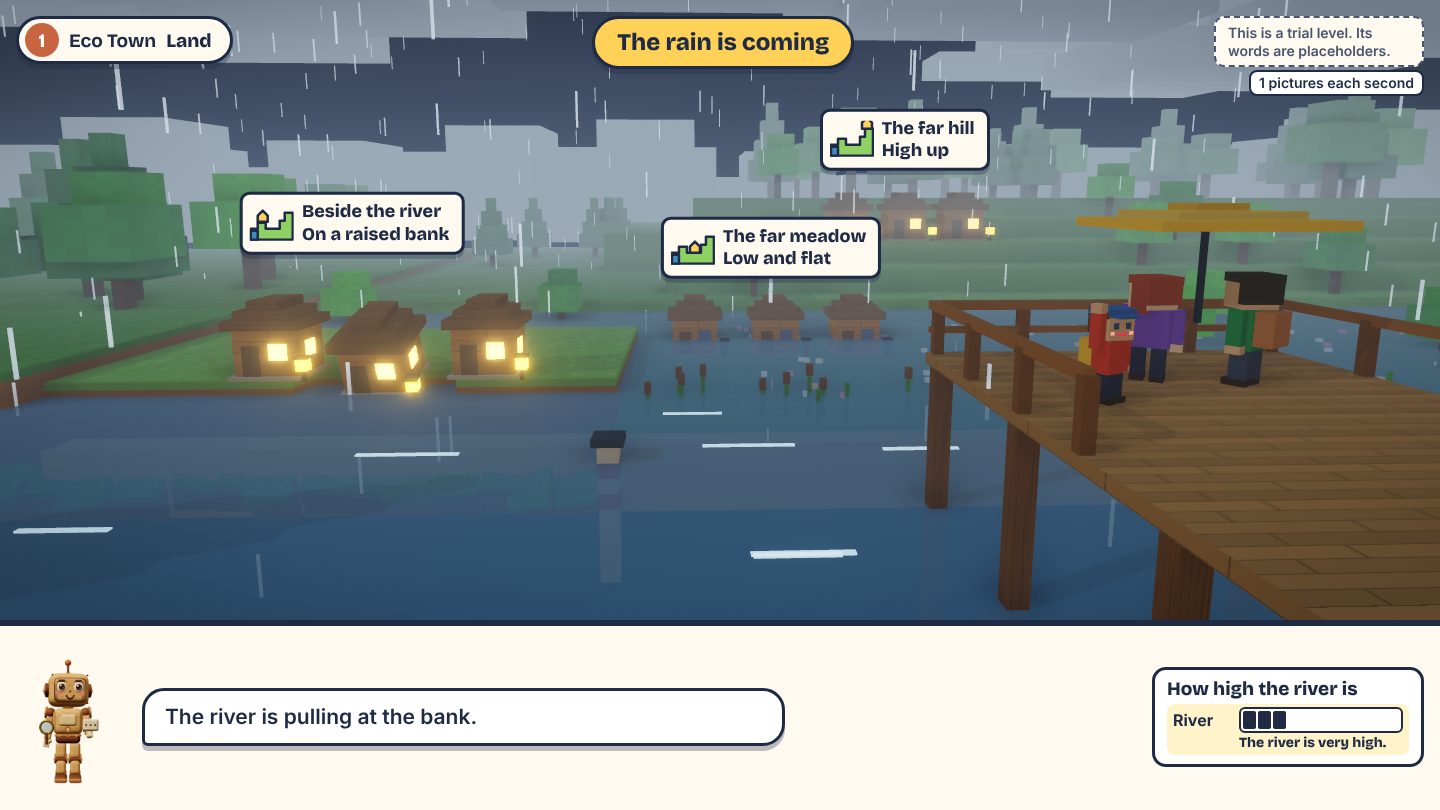 1 Eco Town Land
The rain is coming
This is a trial level. Its
words are placeholders.
1 pictures each second
The far hill
High up
Beside the river
On a raised bank
The far meadow
Low and flat
The river is pulling at the bank.
How high the river is
River
The river is very high.